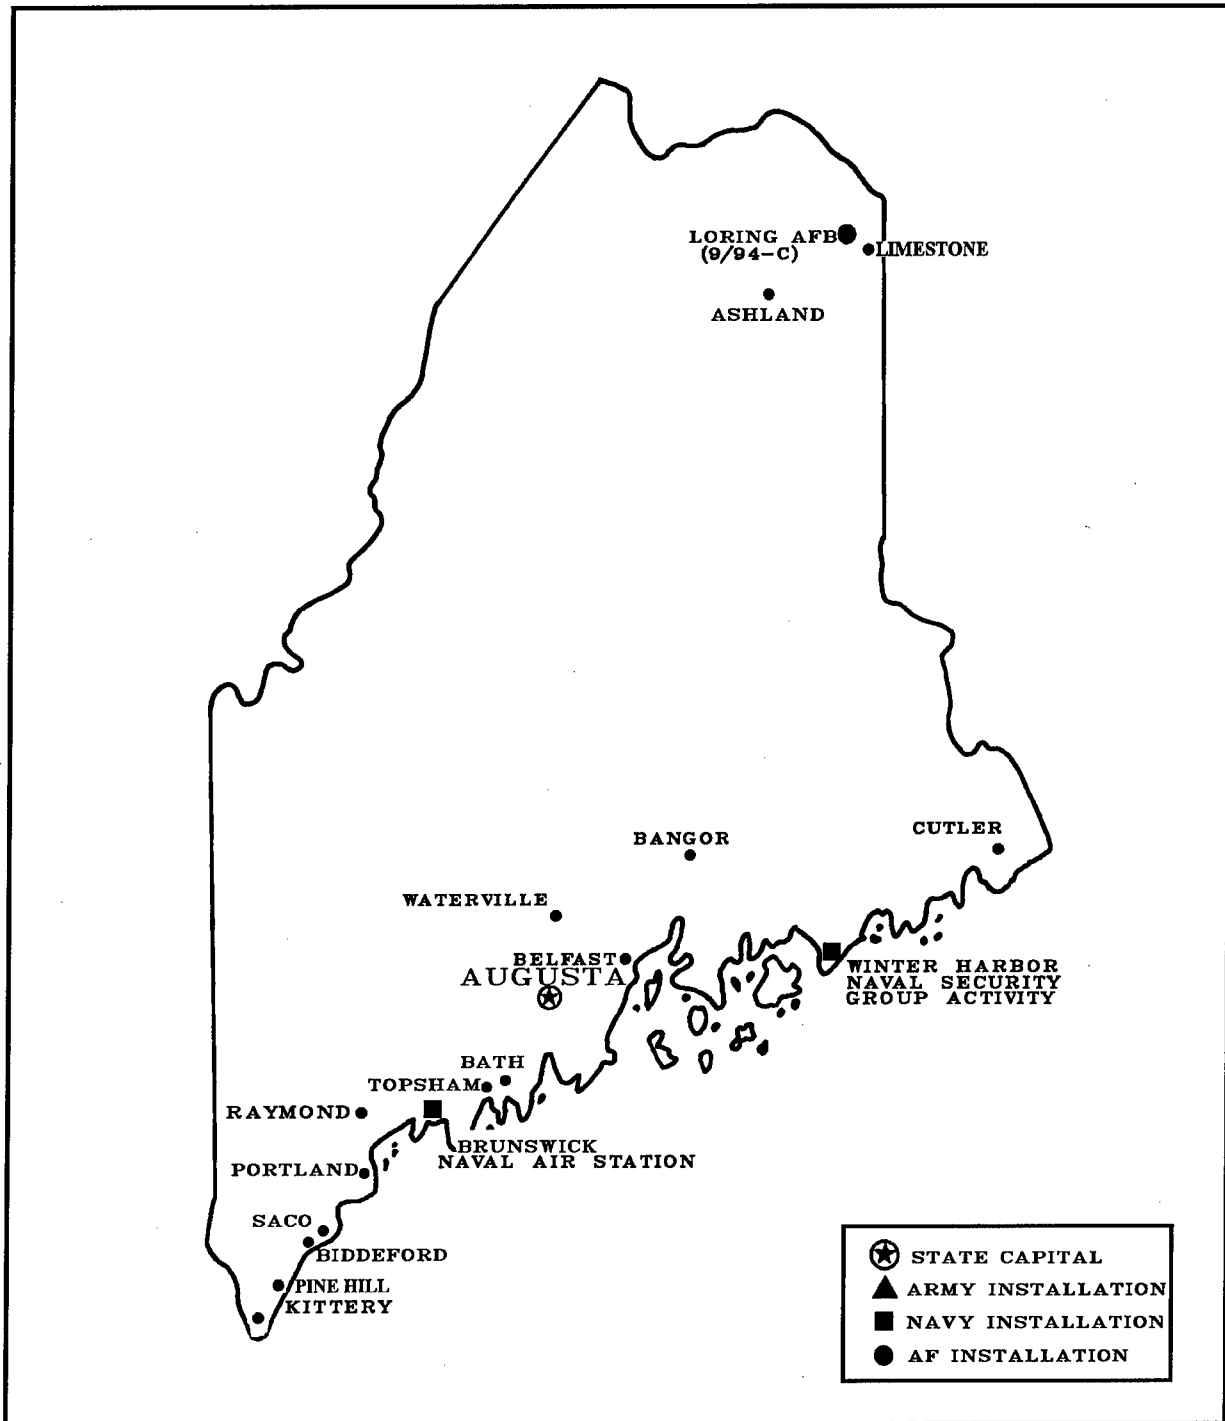 LORING AFB
(9/94-C)
LIMESTONE
ASHLAND
CUTLER
BANGOR
WATERVILLE
BELFAST
AUGUSTA
WINTER HARBOR
NAVAL SECURITY
GROUP ACTIVITY
BATH
TOPSHAM
RAYMOND
BRUNSWICK
NAVAL AIR STATION
PORTLAND
SACO
BIDDEFORD
PINE HILL
KITTERY
STATE CAPITAL
ARMY INSTALLATION
NAVY INSTALLATION
AF INSTALLATION